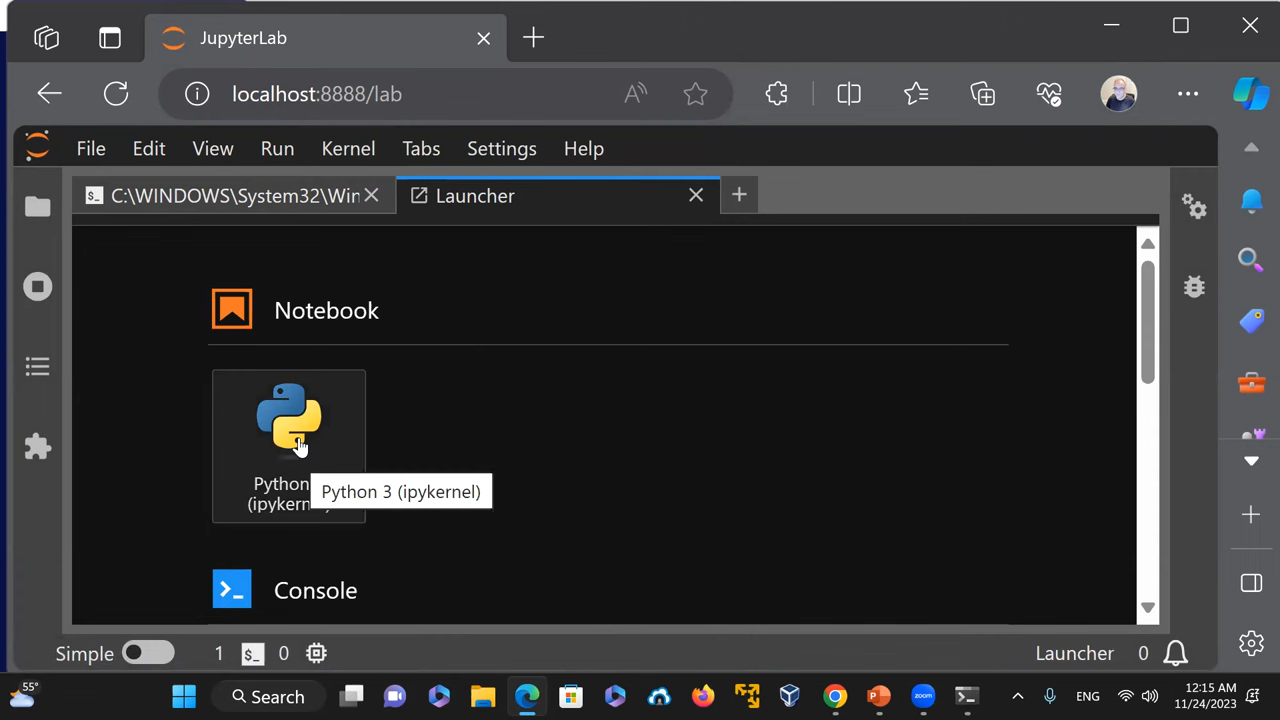 JupyterLab
localhost:8888/lab
File Edit View Run Kernel Tabs Settings Help
C:\WINDOWS\System32\Win Launcher
Notebook
Python
(ipykern
Python 3 (ipykernel)
Console
Simple 1 $_ 0 Launcher 0
55°
Search ENG 12:15 AM
11/24/2023